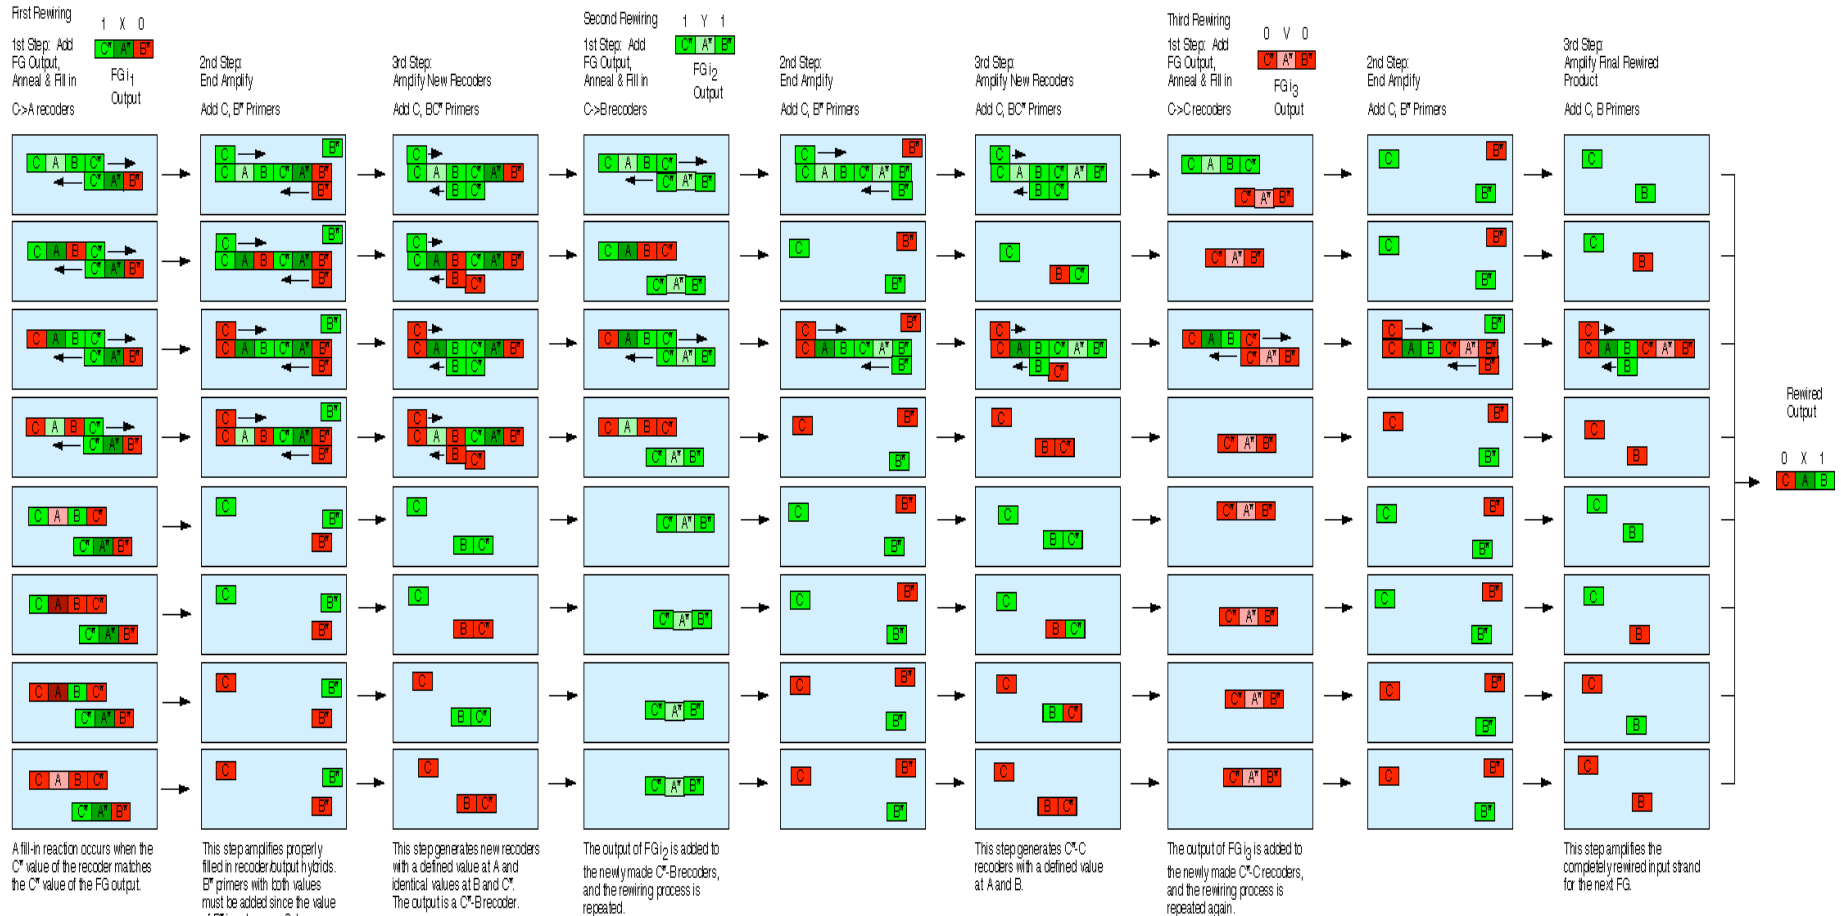 First Rewiring
1 X 0
C* A* B*
1st Step: Add
FG Output,
Anneal & Fill in
FGi1
Output
C->A recoders
2nd Step:
End Amplify
Add C, B* Primers
3rd Step:
Amplify New Recoders
Add C, BC* Primers
Second Rewiring
1 Y 1
C* A* B*
1st Step: Add
FG Output,
Anneal & Fill in
FGi2
Output
C->B recoders
2nd Step:
End Amplify
Add C, B* Primers
3rd Step:
Amplify New Recoders
Add C, BC* Primers
Third Rewiring
0 V 0
C* A* B*
1st Step: Add
FG Output,
Anneal & Fill in
FGi3
Output
C->C recoders
2nd Step:
End Amplify
Add C, B* Primers
3rd Step:
Amplify Final Rewired
Product
Add C, B Primers
C A B C*
C* A* B*
C B*
C A B C* A* B*
B*
C
C A B C* A* B*
B C*
C A B C*
C* A* B*
C B*
C A B C* A* B*
B*
C
C A B C* A* B*
B C*
C A B C*
C* A* B*
C B*
B*
C
B
C A B C*
C* A* B*
C B*
C A B C* A* B*
B*
C
C A B C* A* B*
B C*
C A B C*
C* A* B*
C B*
B*
C
B C*
C* A* B*
C B*
B*
C
B
C A B C*
C* A* B*
C B*
C A B C* A* B*
B*
C
C A B C* A* B*
B C*
C A B C*
C* A* B*
C B*
C A B C* A* B*
B*
C
C A B C* A* B*
B C*
C A B C*
C* A* B*
C B*
C A B C* A* B*
B*
C
C A B C* A* B*
B
C A B C*
C* A* B*
C B*
C A B C* A* B*
B*
C
C A B C* A* B*
B C*
C A B C*
C* A* B*
C B*
B*
C
B C*
C* A* B*
C B*
B*
C
B
Rewired
Output
0 X 1
C A B
C A B C*
C* A* B*
C B*
B*
C
B C*
C* A* B*
C B*
B*
C
B C*
C* A* B*
C B*
B*
C
B
C A B C*
C* A* B*
C B*
B*
C
B C*
C* A* B*
C B*
B*
C
B C*
C* A* B*
C B*
B*
C
B
C A B C*
C* A* B*
C B*
B*
C
B C*
C* A* B*
C B*
B*
C
B C*
C* A* B*
C B*
B*
C
B
C A B C*
C* A* B*
C B*
B*
C
B C*
C* A* B*
C B*
B*
C
B C*
C* A* B*
C B*
B*
C
B
A fill-in reaction occurs when the
C* value of the recoder matches
the C* value of the FG output.
This step amplifies properly
filled in recoder/output hybrids.
B* primers with both values
must be added since the value
This step generates new recoders
with a defined value at A and
identical values at B and C*.
The output is a C*-B recoder.
The output of FGi2 is added to
the newly made C*-B recoders,
and the rewiring process is
repeated.
This step generates C*-C
recoders with a defined value
at A and B.
The output of FGi3 is added to
the newly made C*-C recoders,
and the rewiring process is
repeated again.
This step amplifies the
completely rewired input strand
for the next FG.